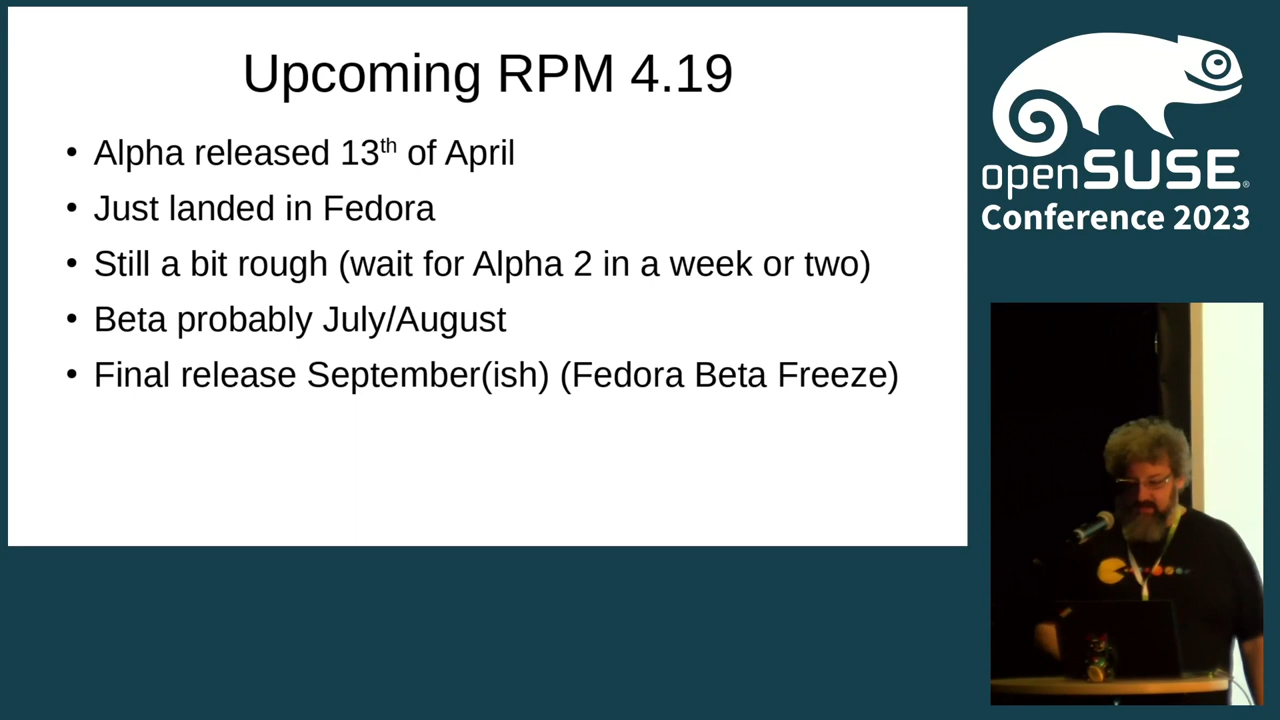 Upcoming RPM 4.19
• Alpha released 13th of April
• Just landed in Fedora
• Still a bit rough (wait for Alpha 2 in a week or two)
• Beta probably July/August
• Final release September(ish) (Fedora Beta Freeze)
openSUSE®
Conference 2023